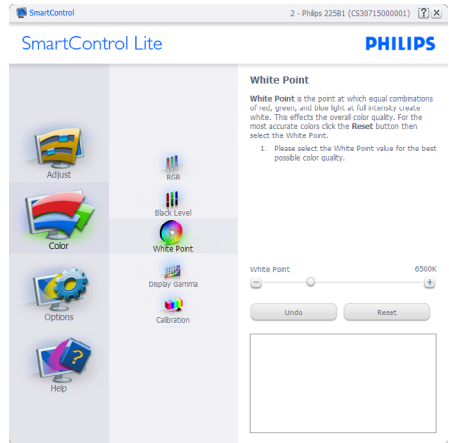 SmartControl
2 - Philips 225B1 (CS30715000001)
?
SmartControl Lite
PHILIPS
Adjust
Color
Options
Help
RGB
Black Level
White Point
Display Gamma
Calibration
White Point
White Point is the point at which equal combinations
of red, green, and blue light at full intensity create
white. This effects the overall color quality. For the
most accurate colors click the Reset button then
select the White Point.
1. Please select the White Point value for the best
possible color quality.
White Point
6500K
Undo
Reset